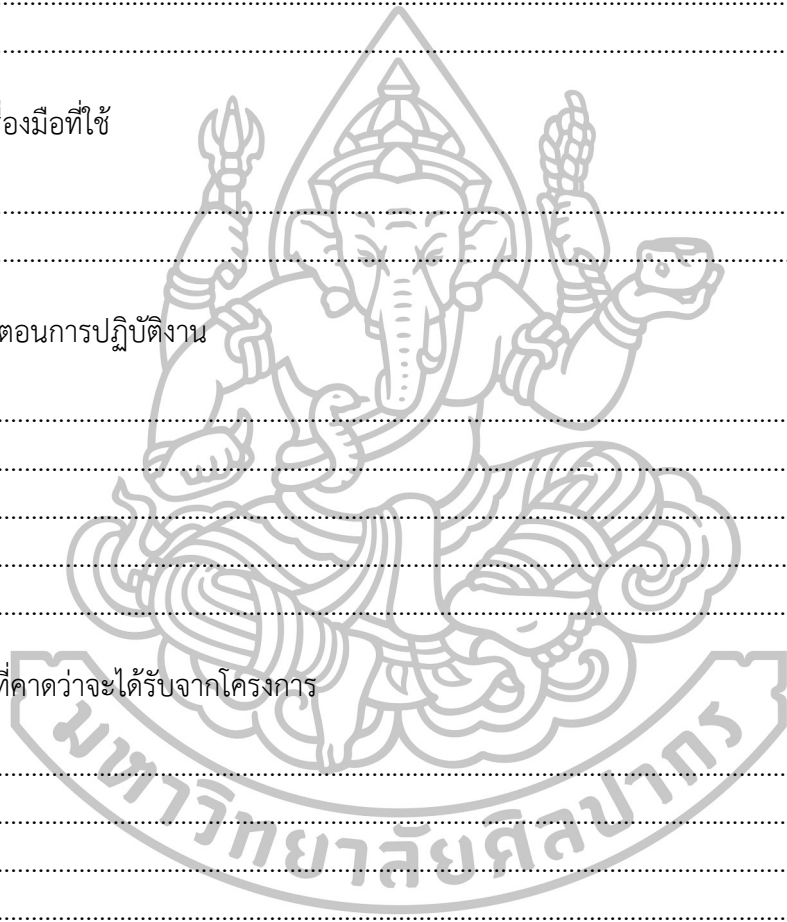 ื่องมือที่ใช้
ตอนการปฏิบัติงาน
ที่คาดว่าจะได้รับจากโครงการ
มหาวิทยาลัยศิลปากร